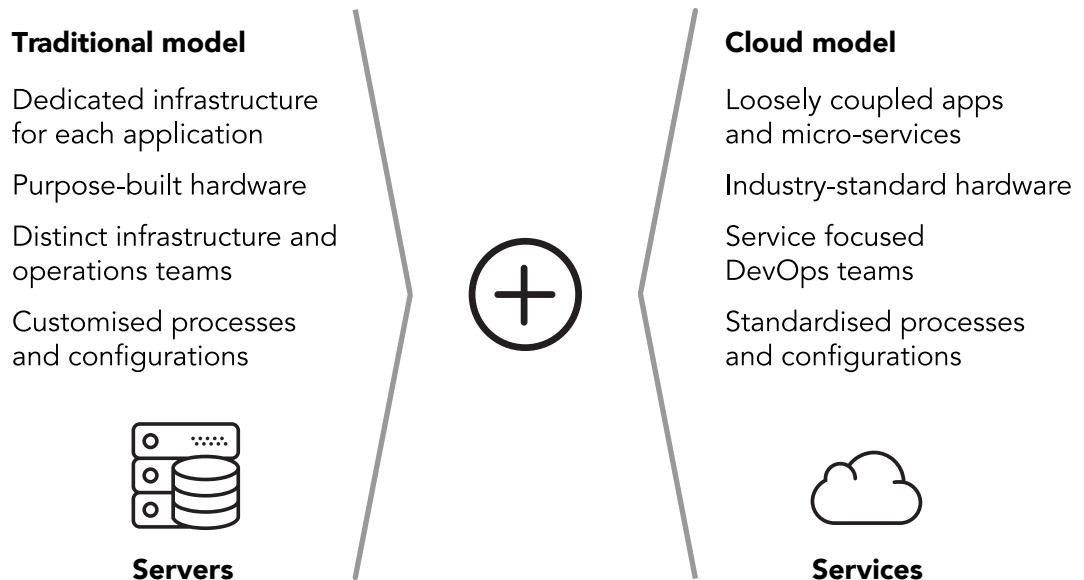 Traditional model
Dedicated infrastructure
for each application
Purpose-built hardware
Distinct infrastructure and
operations teams
Customised processes
and configurations
Servers
Cloud model
Loosely coupled apps
and micro-services
Industry-standard hardware
Service focused
DevOps teams
Standardised processes
and configurations
Services